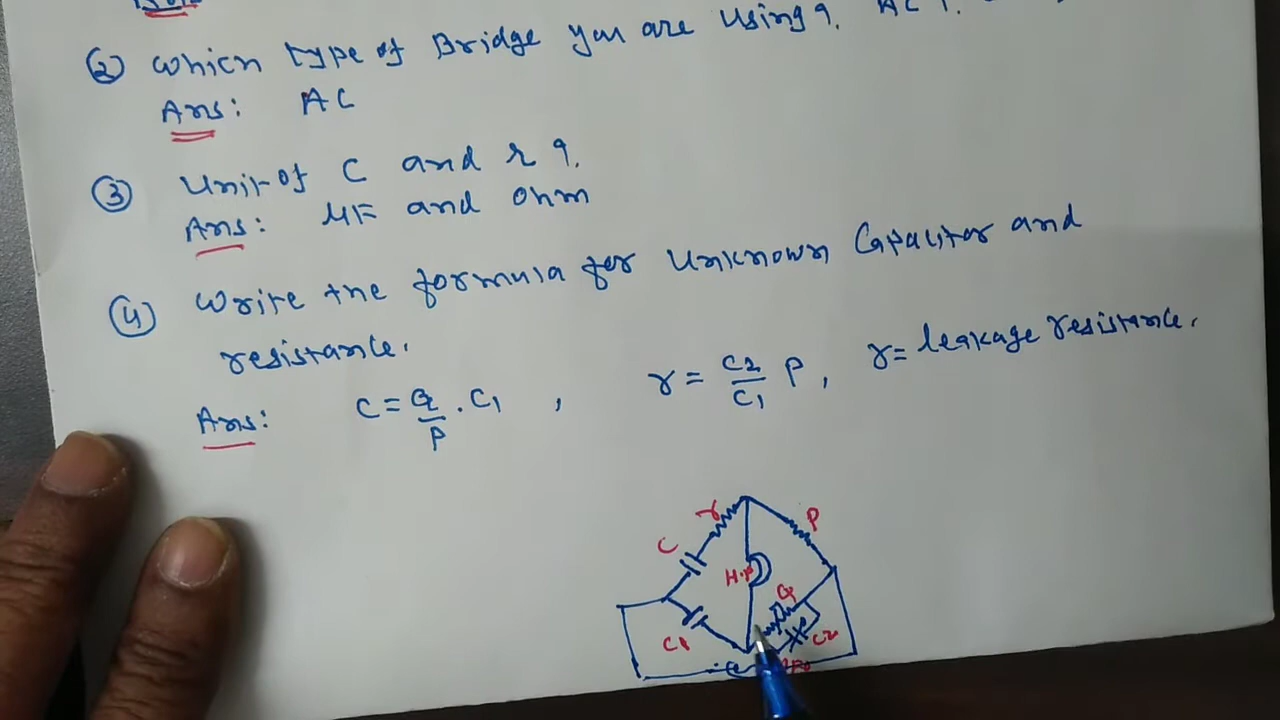 ② Which type of Bridge you are using?. AC
Ans: AC
③ Unit of C and r ?.
Ans: μF and ohm
④ Write the formula for Unknown Capacitor and
resistance.
Ans: C = Q/P . C1 , r = C2/C1 P, r = leakage resistance.
r P
C
H.P
Q
C1 C2